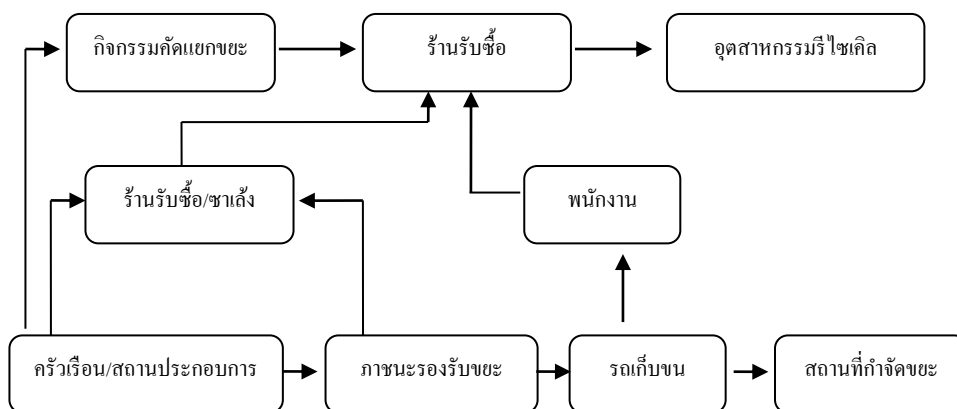 กิจกรรมคัดแยกขยะ
ร้านรับซื้อ
อุตสาหกรรมรีไซเคิล
ร้านรับซื้อ/ซาเล้ง
พนักงาน
ครัวเรือน/สถานประกอบการ
ภาชนะรองรับขยะ
รถเก็บขน
สถานที่กำจัดขยะ